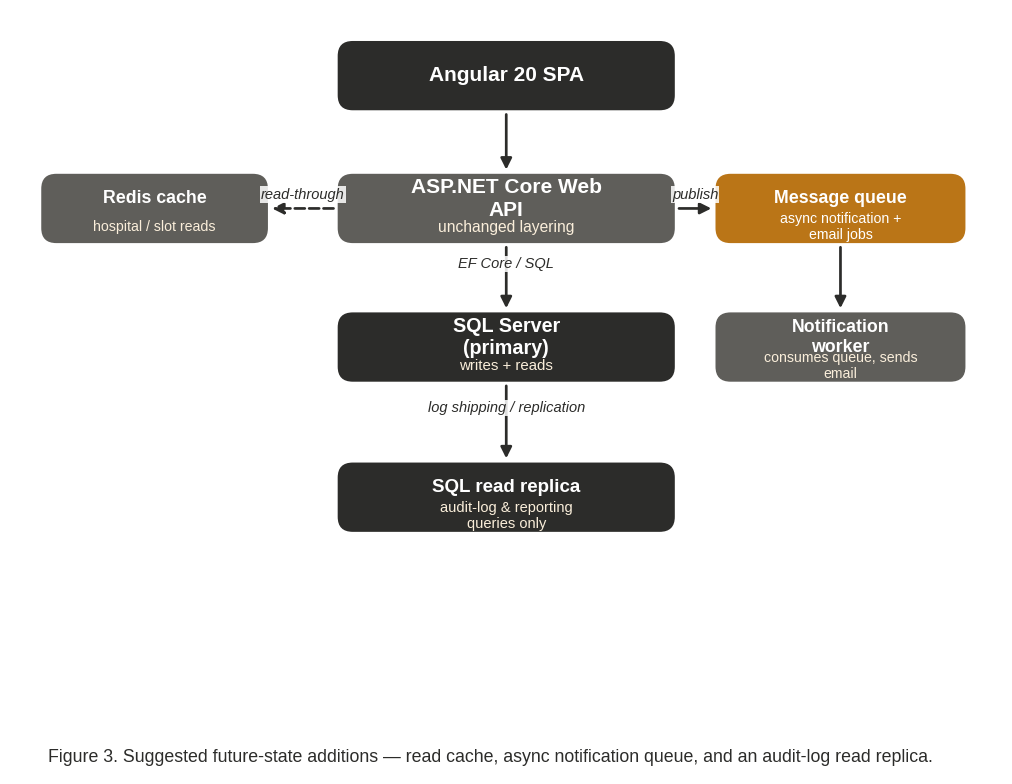 Angular 20 SPA
Redis cache
hospital / slot reads
read-through
ASP.NET Core Web
API
unchanged layering
publish
Message queue
async notification +
email jobs
EF Core / SQL
SQL Server
(primary)
writes + reads
Notification
worker
consumes queue, sends
email
log shipping / replication
SQL read replica
audit-log & reporting
queries only
Figure 3. Suggested future-state additions — read cache, async notification queue, and an audit-log read replica.